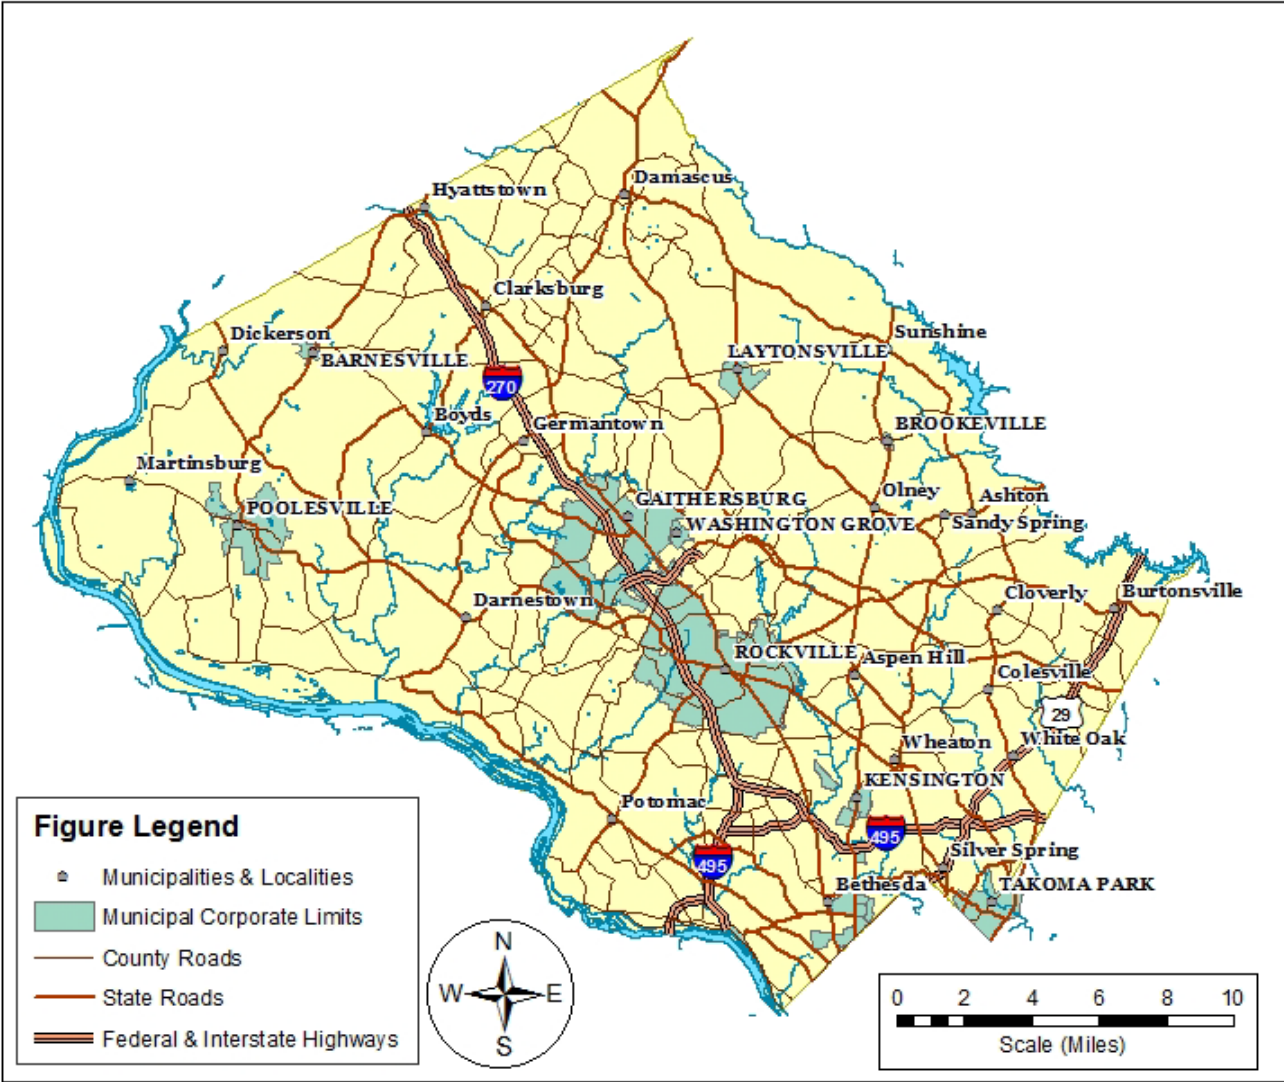 Damascus
Hyattstown
Clarksburg
Sunshine
Dickerson
BARNESVILLE
LAYTONSVILLE
270
Boyds
Germantown
BROOKEVILLE
Martinsburg
POOLESVILLE
GAITHERSBURG
Olney
Ashton
WASHINGTON GROVE
Sandy Spring
Darnestown
Cloverly
Burtonsville
ROCKVILLE
Aspen Hill
Colesville
29
Wheaton
White Oak
KENSINGTON
Potomac
495
495
Silver Spring
Bethesda
TAKOMA PARK
Figure Legend
Municipalities & Localities
Municipal Corporate Limits
County Roads
State Roads
Federal & Interstate Highways
N
W
E
S
0 2 4 6 8 10
Scale (Miles)